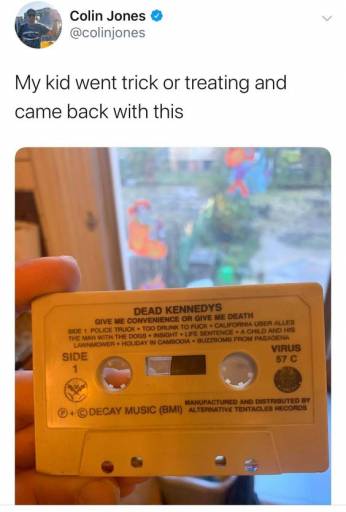 Colin Jones
@colinjones
My kid went trick or treating and
came back with this
DEAD KENNEDYS
GIVE ME CONVENIENCE OR GIVE ME DEATH
SIDE 1: POLICE TRUCK • TOO DRUNK TO FUCK • CALIFORNIA UBER ALLES
THE MAN WITH THE DOGS • INSIGHT • LIFE SENTENCE • A CHILD AND HIS
LAWNMOWER • HOLIDAY IN CAMBODIA • BUZZBOMB FROM PASADENA
SIDE
1
VIRUS
57 C
MANUFACTURED AND DISTRIBUTED BY
℗+© DECAY MUSIC (BMI) ALTERNATIVE TENTACLES RECORDS